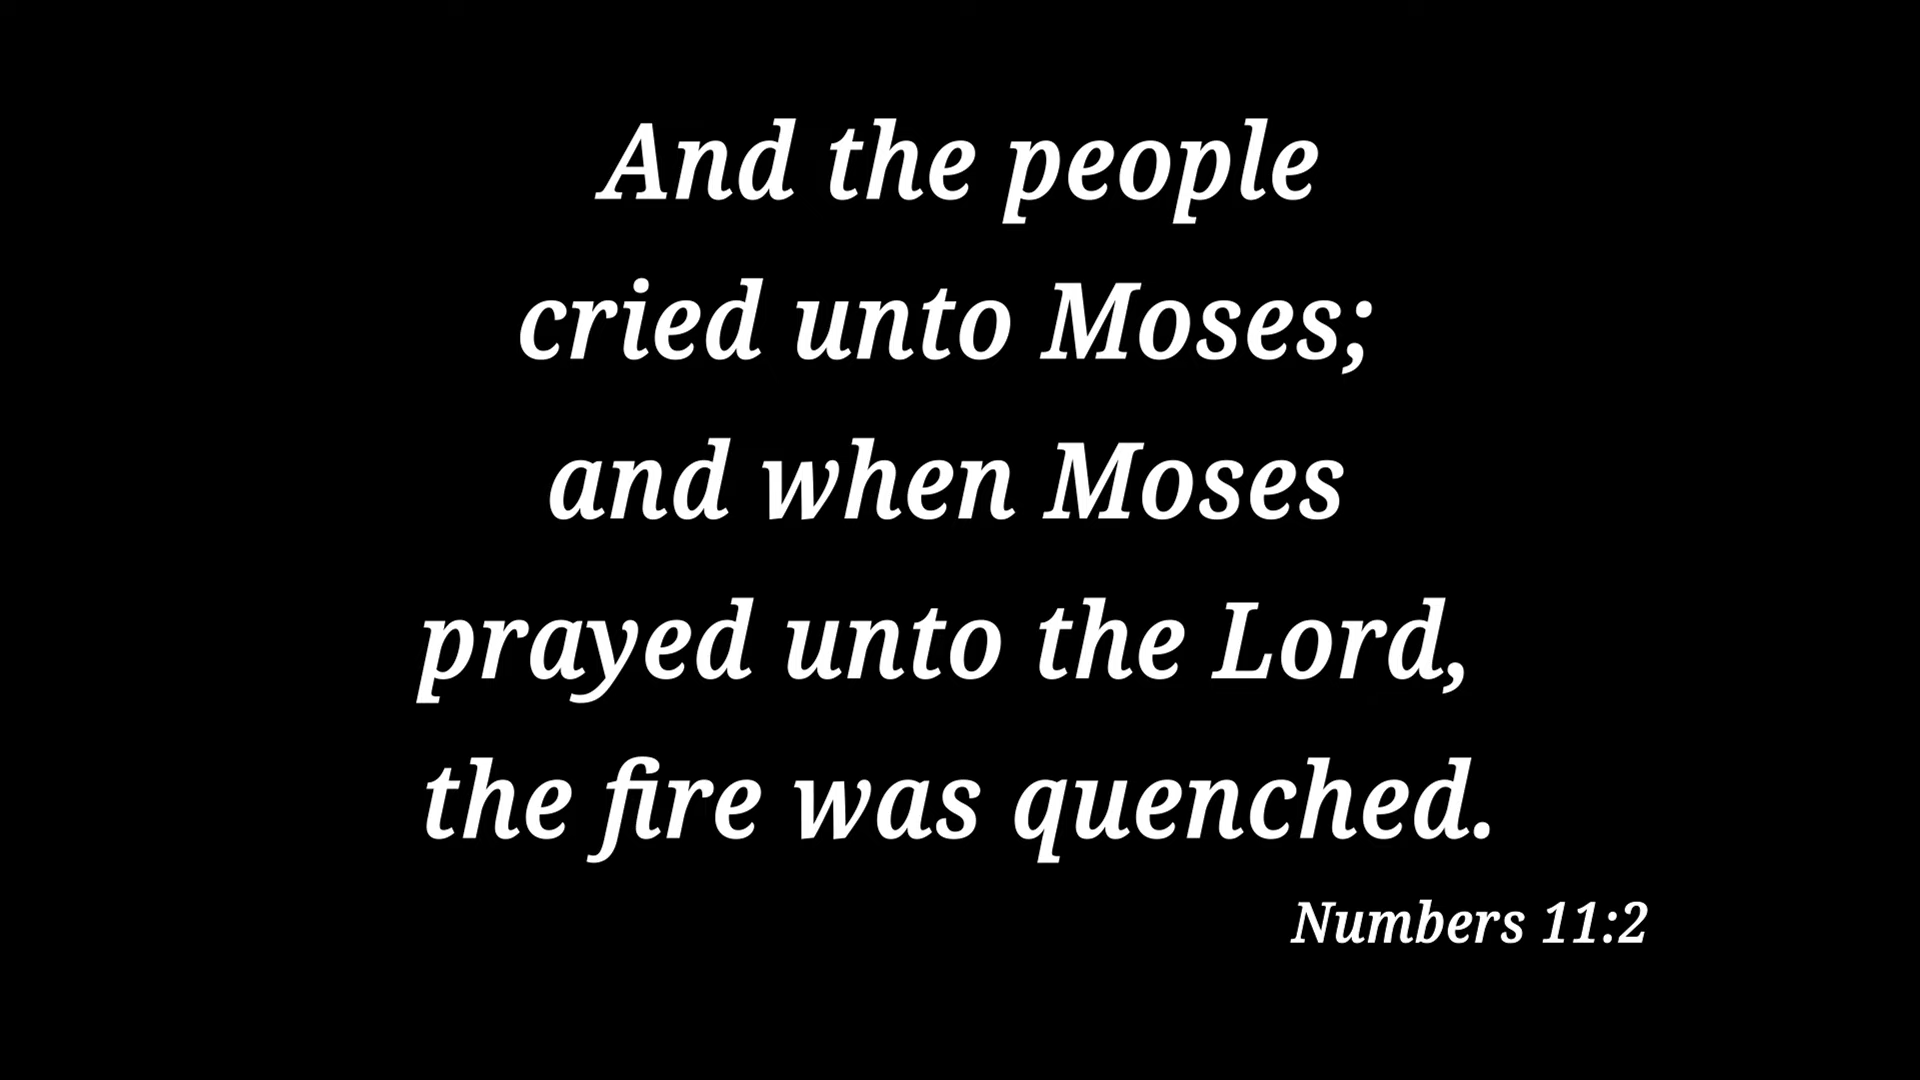 And the people
cried unto Moses;
and when Moses
prayed unto the Lord,
the fire was quenched.
Numbers 11:2